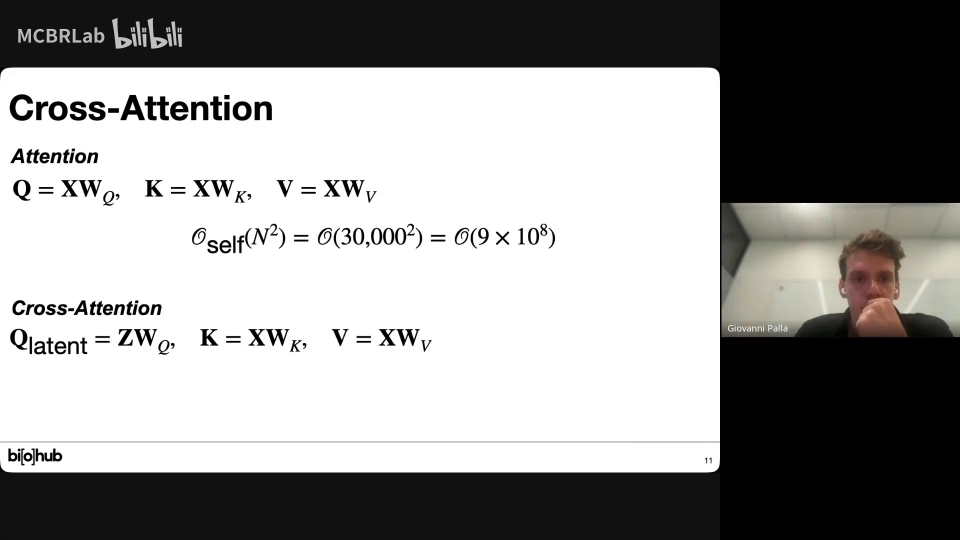 MCBRLab bilibili
Cross-Attention
Attention
Q = XW_Q, K = XW_K, V = XW_V
𝒪_self(N²) = 𝒪(30,000²) = 𝒪(9 × 10⁸)
Cross-Attention
Q_latent = ZW_Q, K = XW_K, V = XW_V
Giovanni Palla
bi[o]hub
11